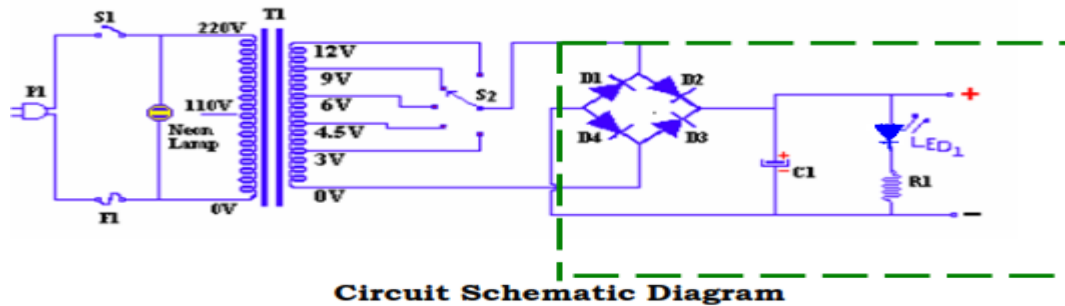 S1
T1
220V
12V
9V
S2
D1
D2
+
P1
110V
6V
Neon
Lamp
4.5V
D4
D3
LED1
C1
+
-
R1
3V
F1
0V
0V
−
Circuit Schematic Diagram